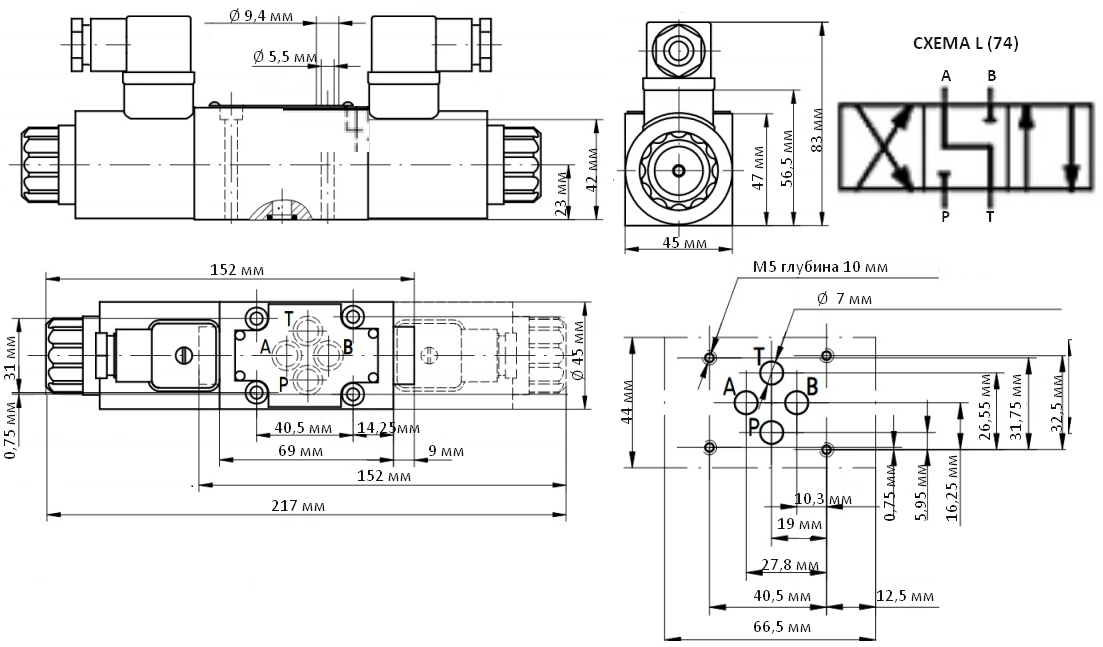 Ø 9,4 мм
Ø 5,5 мм
23 мм
42 мм
45 мм
47 мм
56,5 мм
83 мм
СХЕМА L (74)
A B
P T
152 мм
31 мм
0,75 мм
T
A B
P
Ø 45 мм
40,5 мм
14,25мм
69 мм
9 мм
152 мм
217 мм
М5 глубина 10 мм
Ø 7 мм
44 мм
T
A B
P
26,55 мм
31,75 мм
32,5 мм
0,75 мм
5,95 мм
16,25 мм
10,3 мм
19 мм
27,8 мм
40,5 мм
12,5 мм
66,5 мм